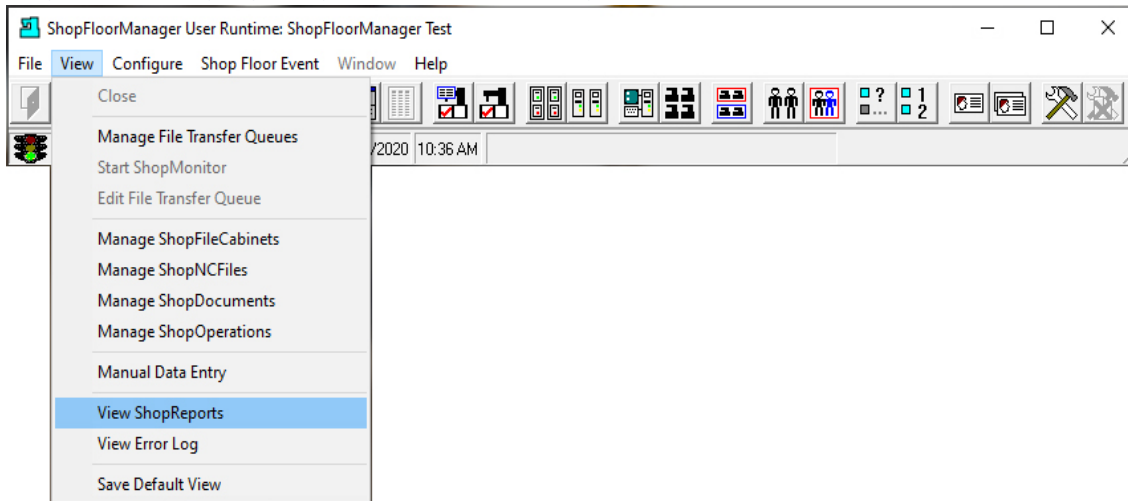 ShopFloorManager User Runtime: ShopFloorManager Test
File View Configure Shop Floor Event Window Help
Close
Manage File Transfer Queues
/2020 10:36 AM
Start ShopMonitor
Edit File Transfer Queue
Manage ShopFileCabinets
Manage ShopNCFiles
Manage ShopDocuments
Manage ShopOperations
Manual Data Entry
View ShopReports
View Error Log
Save Default View